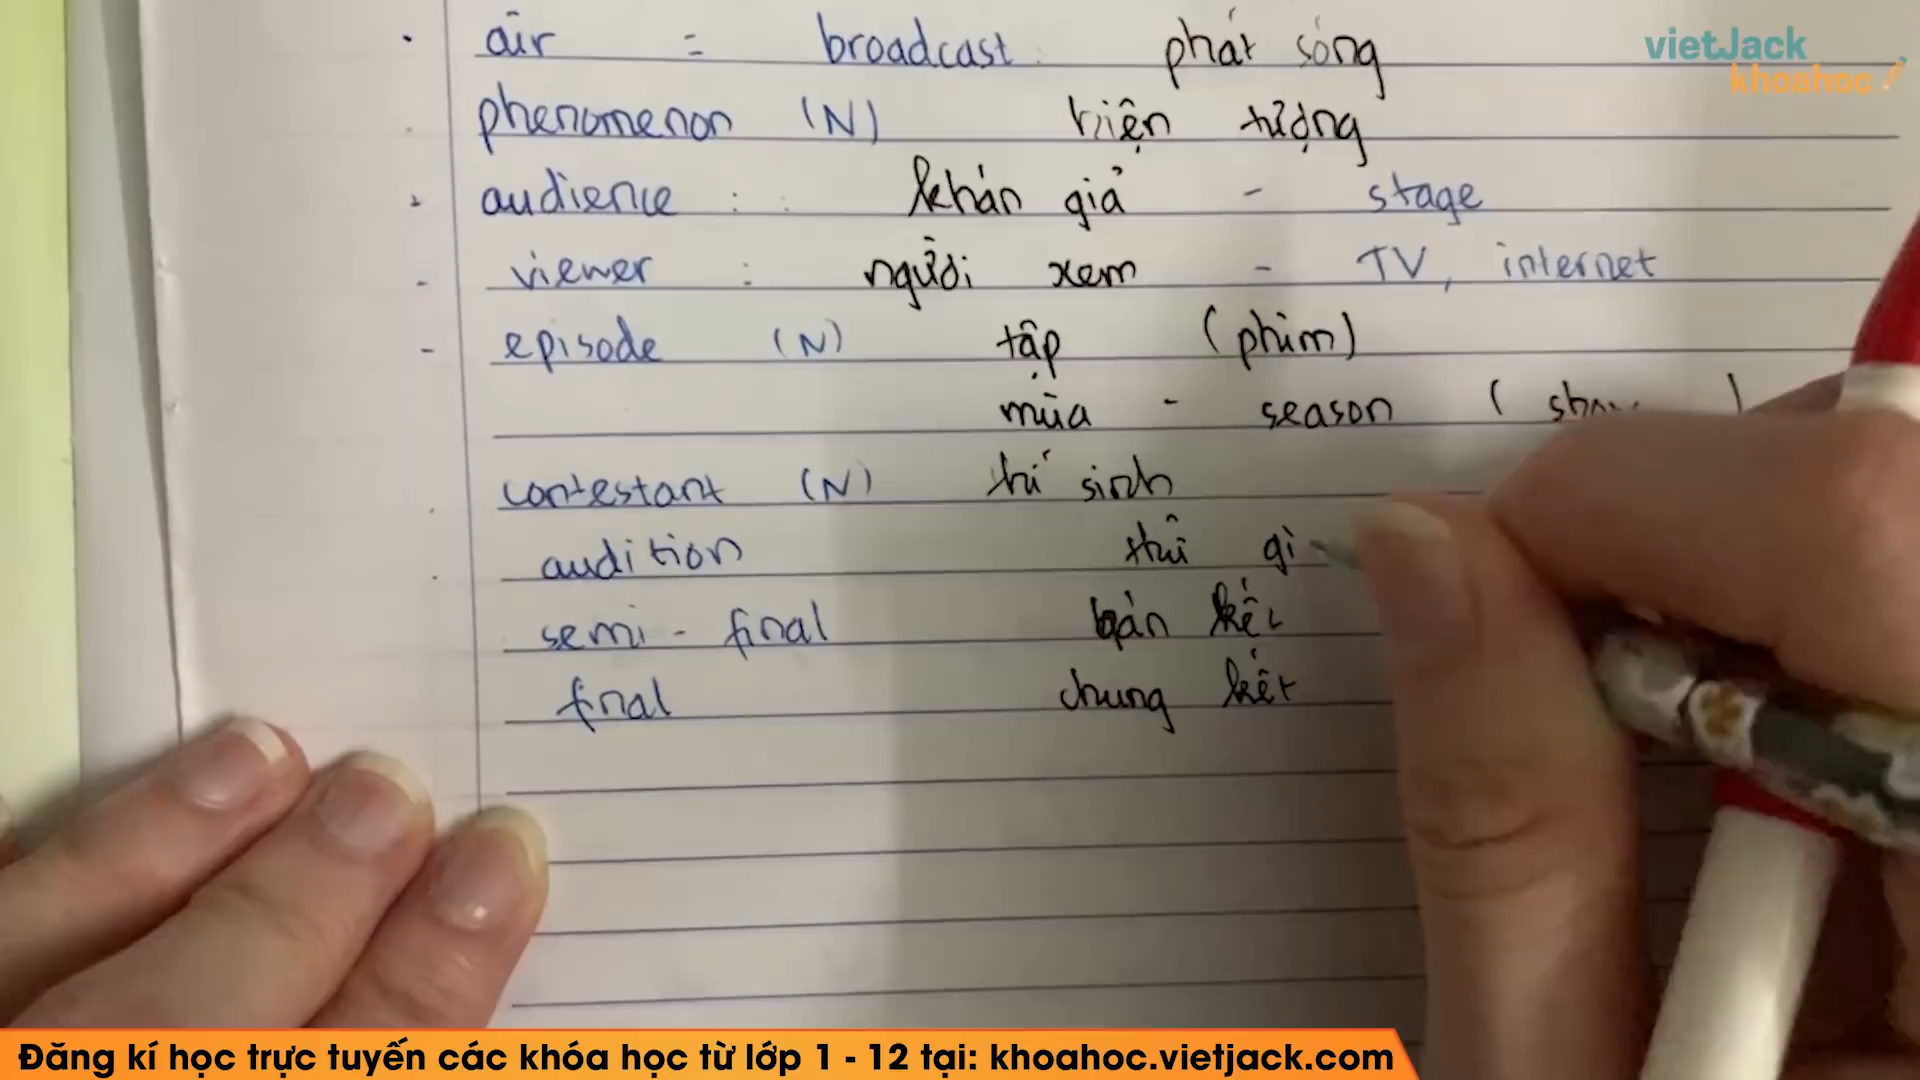 vietJack
khoahoc
air = broadcast : phát sóng
phenomenon (N) hiện tượng
audience : khán giả - stage
viewer : người xem - TV, internet
episode (N) tập (phim)
mùa - season ( show )
contestant (N) thí sinh
audition thử gi
semi-final bán kết
final chung kết
Đăng kí học trực tuyến các khóa học từ lớp 1 - 12 tại: khoahoc.vietjack.com